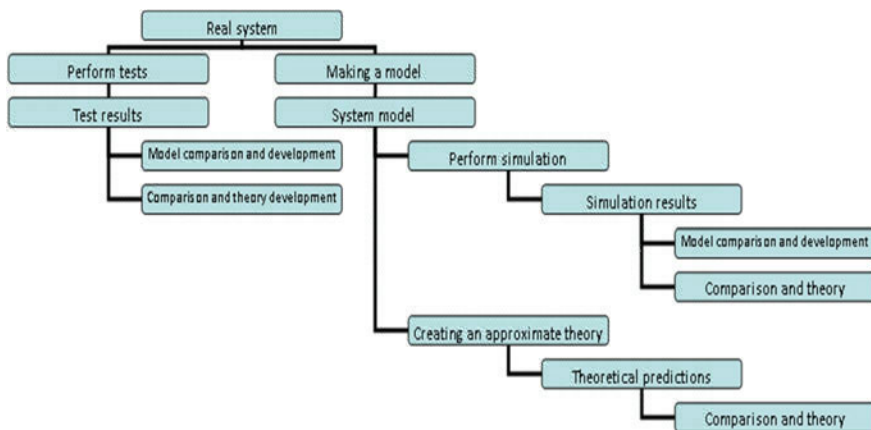 Real system
Perform tests
Making a model
Test results
System model
Model comparison and development
Perform simulation
Comparison and theory development
Simulation results
Model comparison and development
Comparison and theory
Creating an approximate theory
Theoretical predictions
Comparison and theory